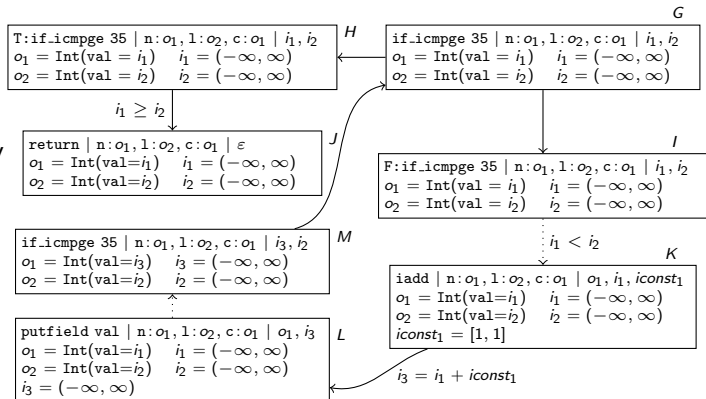 G
T:if_icmpge 35 | n:o₁, l:o₂, c:o₁ | i₁, i₂
o₁ = Int(val = i₁) i₁ = (−∞, ∞)
o₂ = Int(val = i₂) i₂ = (−∞, ∞)
H
if_icmpge 35 | n:o₁, l:o₂, c:o₁ | i₁, i₂
o₁ = Int(val = i₁) i₁ = (−∞, ∞)
o₂ = Int(val = i₂) i₂ = (−∞, ∞)
i₁ ≥ i₂
return | n:o₁, l:o₂, c:o₁ | ε
o₁ = Int(val=i₁) i₁ = (−∞, ∞)
o₂ = Int(val=i₂) i₂ = (−∞, ∞)
J
I
F:if_icmpge 35 | n:o₁, l:o₂, c:o₁ | i₁, i₂
o₁ = Int(val = i₁) i₁ = (−∞, ∞)
o₂ = Int(val = i₂) i₂ = (−∞, ∞)
i₁ < i₂
if_icmpge 35 | n:o₁, l:o₂, c:o₁ | i₃, i₂
o₁ = Int(val=i₃) i₃ = (−∞, ∞)
o₂ = Int(val=i₂) i₂ = (−∞, ∞)
M
K
iadd | n:o₁, l:o₂, c:o₁ | o₁, i₁, iconst₁
o₁ = Int(val=i₁) i₁ = (−∞, ∞)
o₂ = Int(val=i₂) i₂ = (−∞, ∞)
iconst₁ = [1, 1]
putfield val | n:o₁, l:o₂, c:o₁ | o₁, i₃
o₁ = Int(val=i₁) i₁ = (−∞, ∞)
o₂ = Int(val=i₂) i₂ = (−∞, ∞)
i₃ = (−∞, ∞)
L
i₃ = i₁ + iconst₁